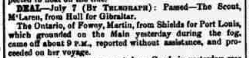 DEAL—July 7 (BY TELEGRAPH): Passed—The Scout,
M'Laren, from Hull for Gibraltar.
The Ontario, of Fowey, Martin, from Shields for Port Louis,
which grounded on the Main yesterday during the fog,
came off about 9 P.M., reported without assistance, and pro-
ceeded on her voyage.